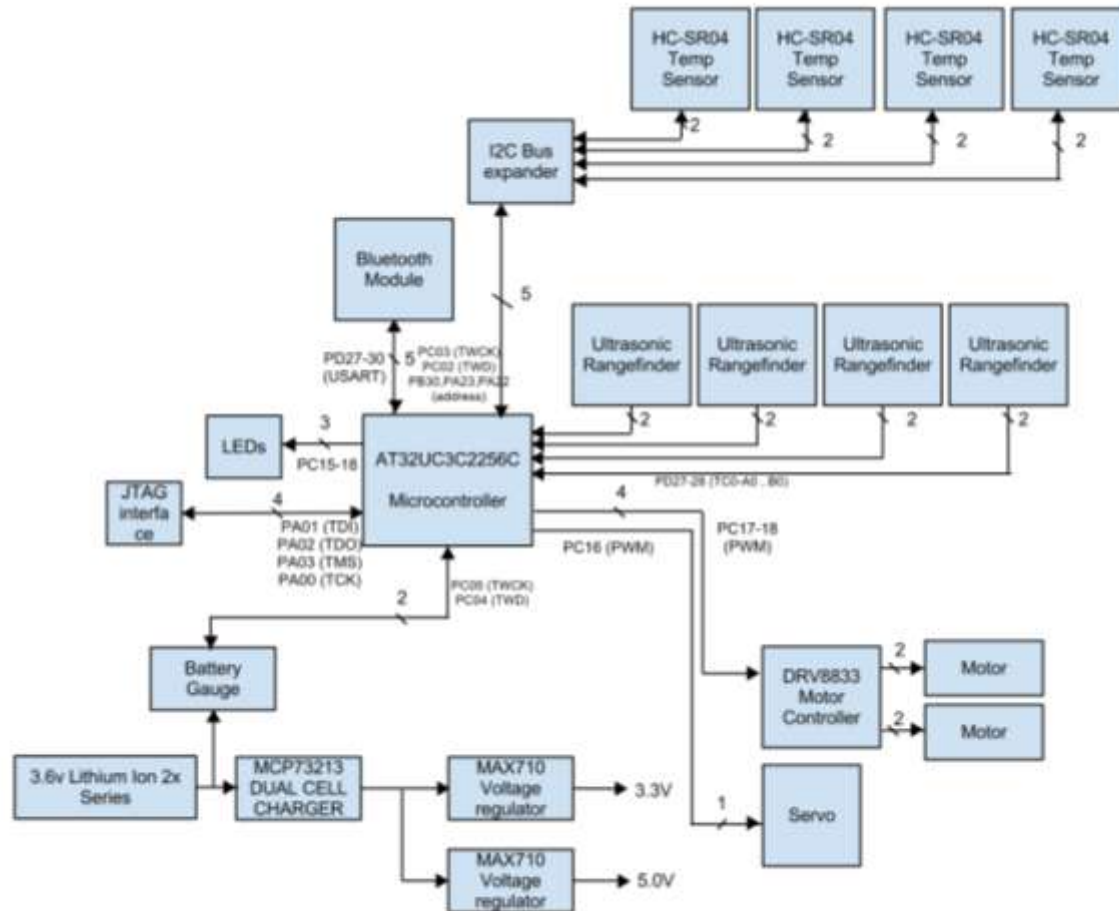 HC-SR04
Temp
Sensor
HC-SR04
Temp
Sensor
HC-SR04
Temp
Sensor
HC-SR04
Temp
Sensor
2
2
2
2
I2C Bus
expander
Bluetooth
Module
5
PD27-30
(USART)
5
PC03 (TWCK)
PC02 (TWD)
PB30,PA23,PA22
(address)
Ultrasonic
Rangefinder
Ultrasonic
Rangefinder
Ultrasonic
Rangefinder
Ultrasonic
Rangefinder
2
2
2
2
LEDs
3
PC15-18
AT32UC3C2256C
Microcontroller
PD27-28 (TC0-A0 , B0)
JTAG
interfa
ce
4
PA01 (TDI)
PA02 (TDO)
PA03 (TMS)
PA00 (TCK)
4
PC17-18
(PWM)
PC16 (PWM)
PC05 (TWCK)
PC04 (TWD)
2
Battery
Gauge
DRV8833
Motor
Controller
2
Motor
2
Motor
3.6v Lithium Ion 2x
Series
MCP73213
DUAL CELL
CHARGER
MAX710
Voltage
regulator
3.3V
1
Servo
MAX710
Voltage
regulator
5.0V